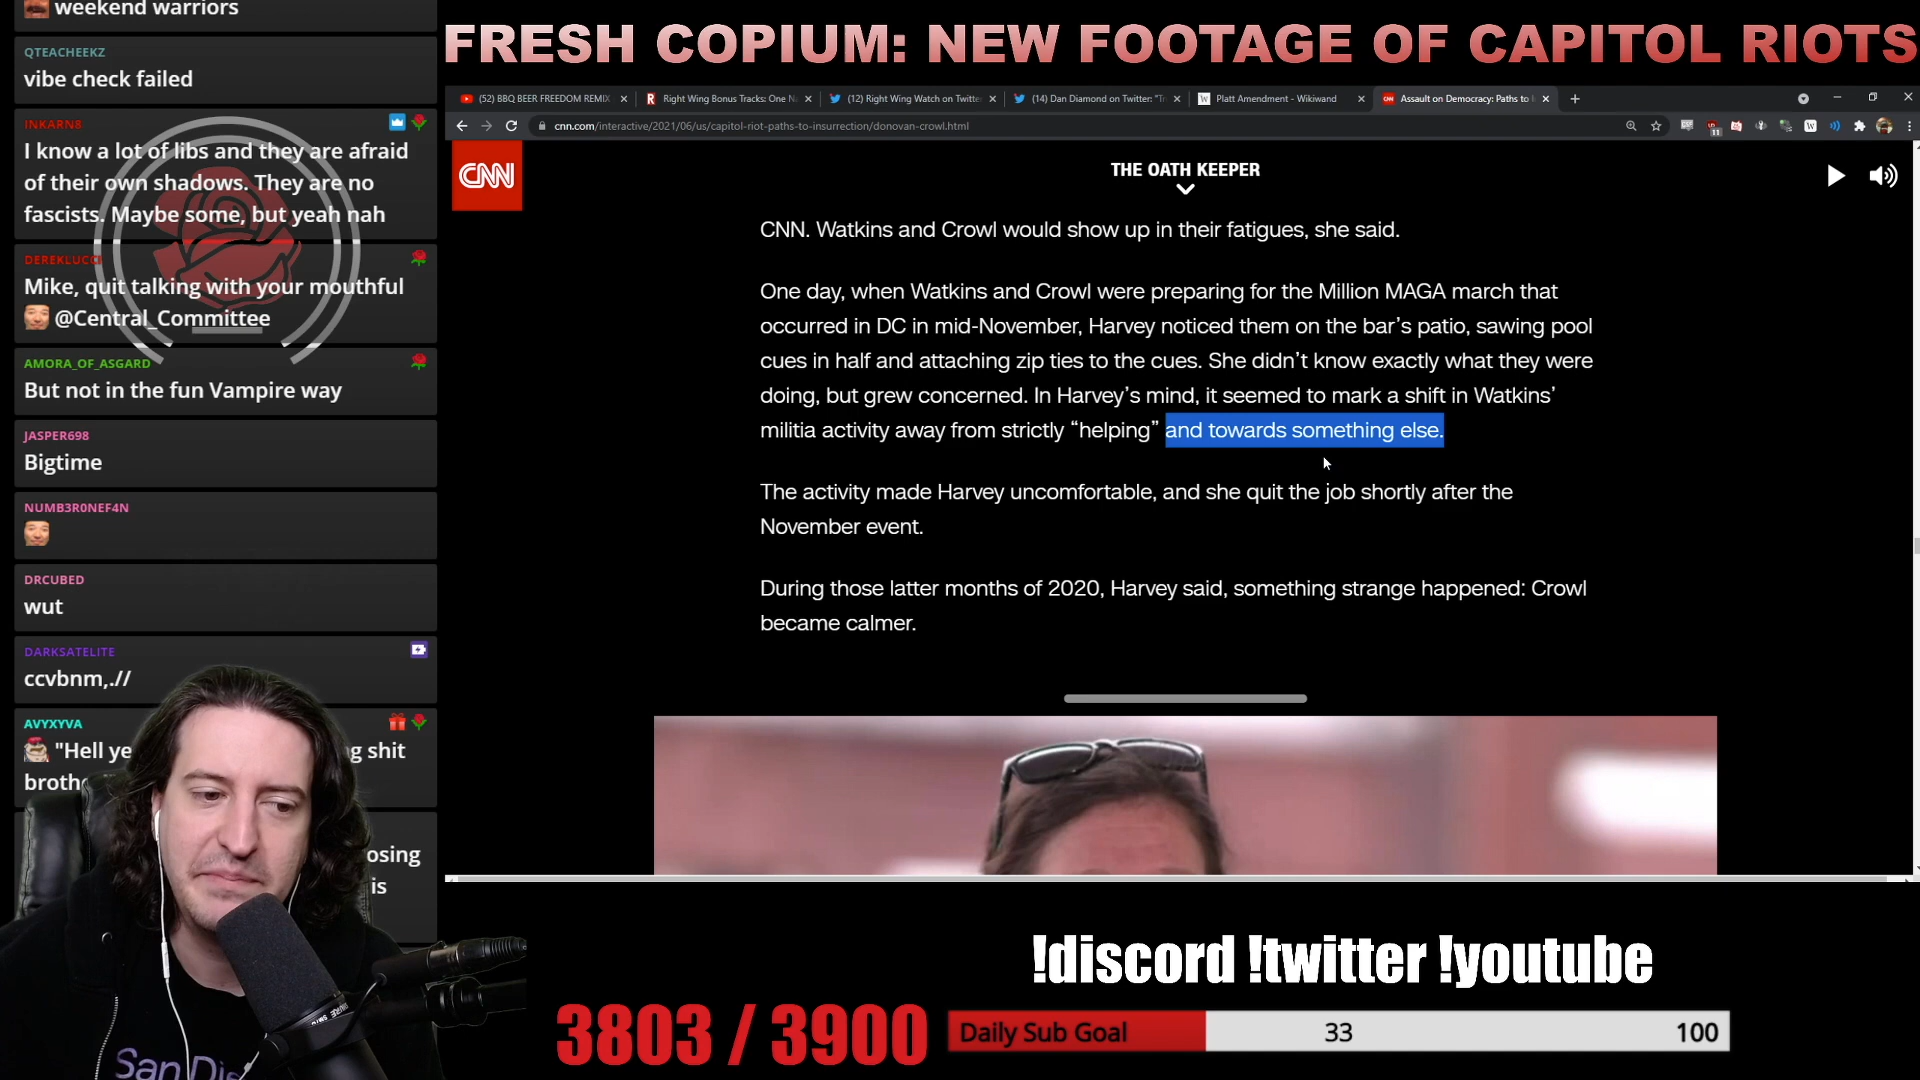 weekend warriors
QTEACHEEKZ
vibe check failed
INKARN8
I know a lot of libs and they are afraid
of their own shadows. They are no
fascists. Maybe some, but yeah nah
DEREKLUCCI
Mike, quit talking with your mouthful
@Central_Committee
AMORA_OF_ASGARD
But not in the fun Vampire way
JASPER698
Bigtime
NUMB3R0NEF4N
DRCUBED
wut
DARKSATELITE
ccvbnm,.//
AVYXYVA
"Hell ye g shit
broth
osing
is
San Di
FRESH COPIUM: NEW FOOTAGE OF CAPITOL RIOTS
(52) BBQ BEER FREEDOM REMIX
Right Wing Bonus Tracks: One N
(12) Right Wing Watch on Twitte
(14) Dan Diamond on Twitter: "T
Platt Amendment - Wikiwand
Assault on Democracy: Paths to I
cnn.com/interactive/2021/06/us/capitol-riot-paths-to-insurrection/donovan-crowl.html
11
CNN
THE OATH KEEPER
CNN. Watkins and Crowl would show up in their fatigues, she said.
One day, when Watkins and Crowl were preparing for the Million MAGA march that
occurred in DC in mid-November, Harvey noticed them on the bar’s patio, sawing pool
cues in half and attaching zip ties to the cues. She didn’t know exactly what they were
doing, but grew concerned. In Harvey’s mind, it seemed to mark a shift in Watkins’
militia activity away from strictly “helping” and towards something else.
The activity made Harvey uncomfortable, and she quit the job shortly after the
November event.
During those latter months of 2020, Harvey said, something strange happened: Crowl
became calmer.
!discord !twitter !youtube
3803 / 3900
Daily Sub Goal 33 100